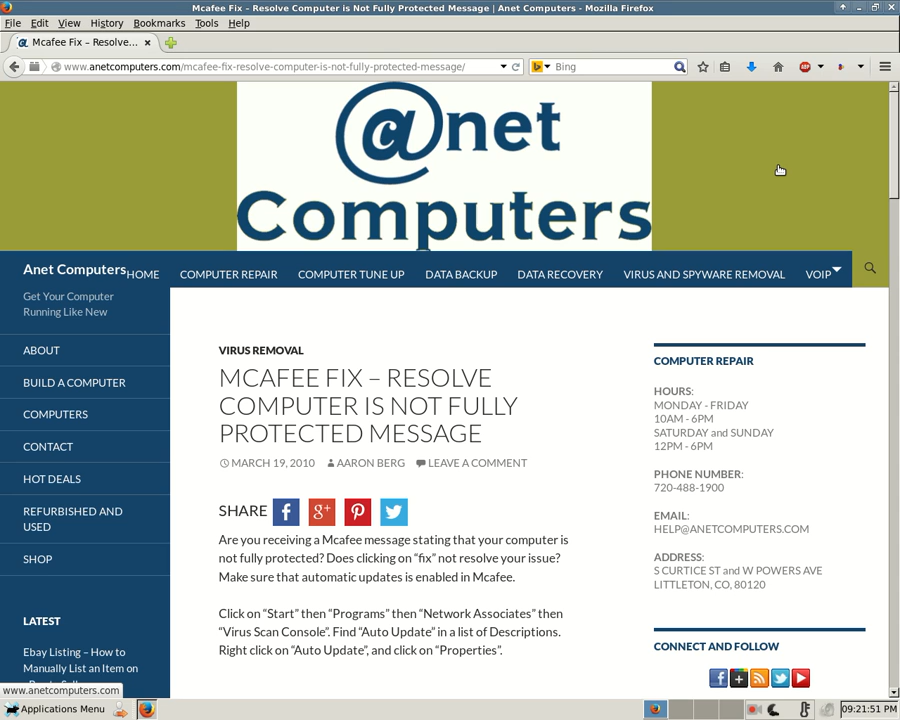 Mcafee Fix – Resolve Computer is Not Fully Protected Message | Anet Computers - Mozilla Firefox
File Edit View History Bookmarks Tools Help
Mcafee Fix – Resolve...
www.anetcomputers.com/mcafee-fix-resolve-computer-is-not-fully-protected-message/
Bing
@net
Computers
Anet Computers
HOME COMPUTER REPAIR COMPUTER TUNE UP DATA BACKUP DATA RECOVERY VIRUS AND SPYWARE REMOVAL VOIP
Get Your Computer
Running Like New
ABOUT
BUILD A COMPUTER
COMPUTERS
CONTACT
HOT DEALS
REFURBISHED AND
USED
SHOP
LATEST
Ebay Listing – How to
Manually List an Item on
VIRUS REMOVAL
MCAFEE FIX – RESOLVE
COMPUTER IS NOT FULLY
PROTECTED MESSAGE
MARCH 19, 2010 AARON BERG LEAVE A COMMENT
SHARE
Are you receiving a Mcafee message stating that your computer is
not fully protected? Does clicking on “fix” not resolve your issue?
Make sure that automatic updates is enabled in Mcafee.
Click on “Start” then “Programs” then “Network Associates” then
“Virus Scan Console”. Find “Auto Update” in a list of Descriptions.
Right click on “Auto Update”, and click on “Properties”.
COMPUTER REPAIR
HOURS:
MONDAY - FRIDAY
10AM - 6PM
SATURDAY and SUNDAY
12PM - 6PM
PHONE NUMBER:
720-488-1900
EMAIL:
HELP@ANETCOMPUTERS.COM
ADDRESS:
S CURTICE ST and W POWERS AVE
LITTLETON, CO, 80120
CONNECT AND FOLLOW
www.anetcomputers.com
Applications Menu
09:21:51 PM